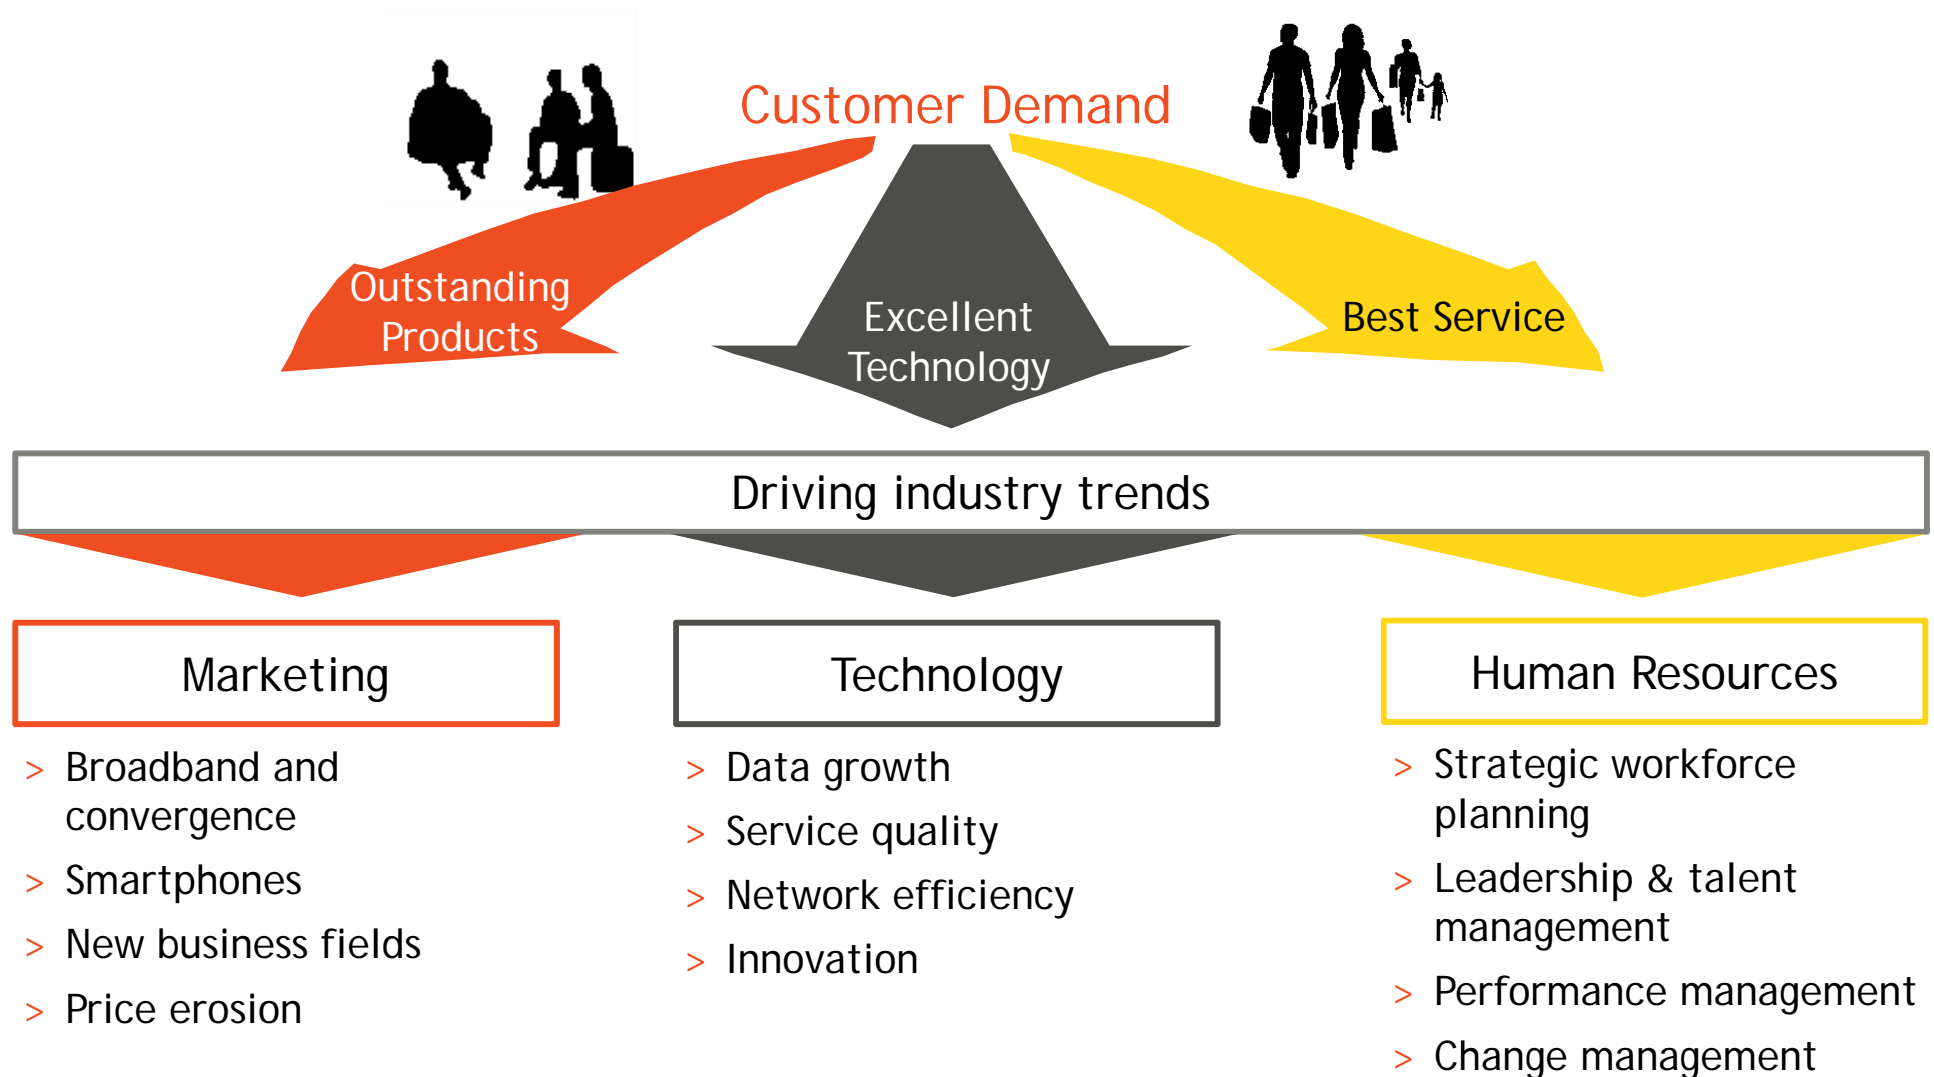 Customer Demand
Outstanding
Products
Excellent
Technology
Best Service
Driving industry trends
Marketing
> Broadband and
convergence
> Smartphones
> New business fields
> Price erosion
Technology
> Data growth
> Service quality
> Network efficiency
> Innovation
Human Resources
> Strategic workforce
planning
> Leadership & talent
management
> Performance management
> Change management